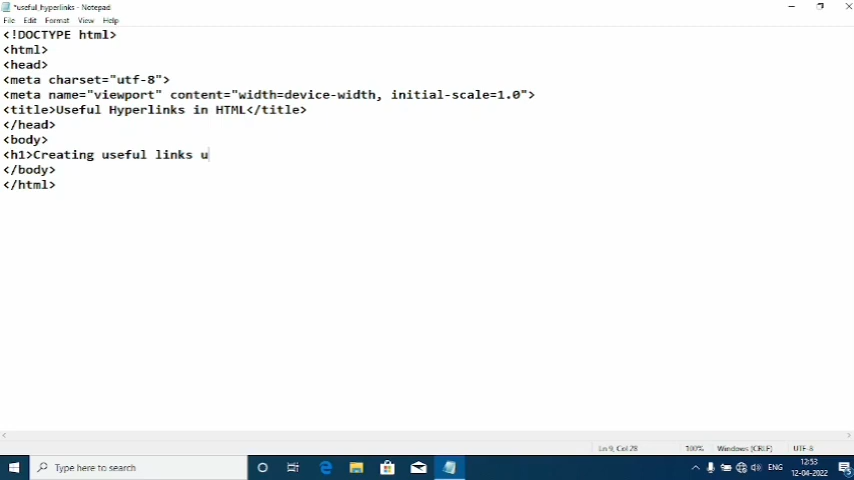 *useful_hyperlinks - Notepad
File Edit Format View Help
<!DOCTYPE html>
<html>
<head>
<meta charset="utf-8">
<meta name="viewport" content="width=device-width, initial-scale=1.0">
<title>Useful Hyperlinks in HTML</title>
</head>
<body>
<h1>Creating useful links u
</body>
</html>
Ln 9, Col 28 100% Windows (CRLF) UTF-8
Type here to search ENG 12:53
12-04-2022